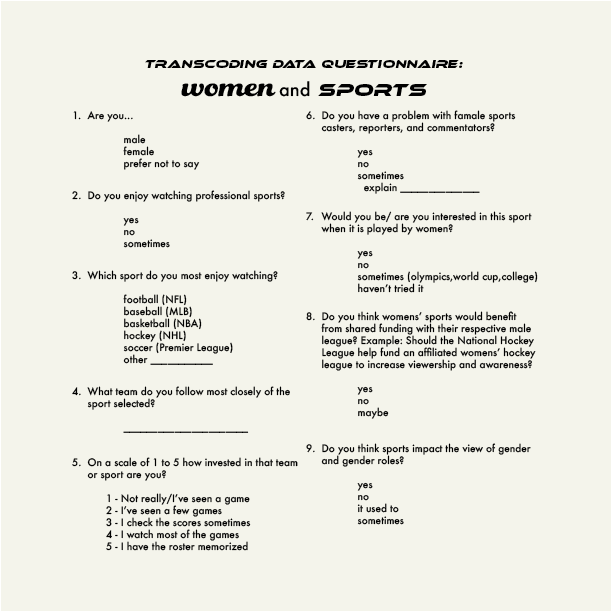 TRANSCODING DATA QUESTIONNAIRE:
women and SPORTS
1. Are you...
male
female
prefer not to say
2. Do you enjoy watching professional sports?
yes
no
sometimes
3. Which sport do you most enjoy watching?
football (NFL)
baseball (MLB)
basketball (NBA)
hockey (NHL)
soccer (Premier League)
other ___________
4. What team do you follow most closely of the
sport selected?
______________________
5. On a scale of 1 to 5 how invested in that team
or sport are you?
1 - Not really/I've seen a game
2 - I've seen a few games
3 - I check the scores sometimes
4 - I watch most of the games
5 - I have the roster memorized
6. Do you have a problem with famale sports
casters, reporters, and commentators?
yes
no
sometimes
explain ______________
7. Would you be/ are you interested in this sport
when it is played by women?
yes
no
sometimes (olympics,world cup,college)
haven't tried it
8. Do you think womens' sports would benefit
from shared funding with their respective male
league? Example: Should the National Hockey
League help fund an affiliated womens' hockey
league to increase viewership and awareness?
yes
no
maybe
9. Do you think sports impact the view of gender
and gender roles?
yes
no
it used to
sometimes